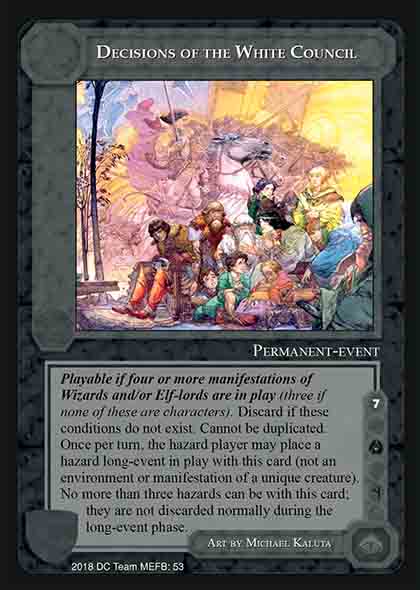 Decisions of the White Council
Permanent-event
Playable if four or more manifestations of
Wizards and/or Elf-lords are in play (three if
none of these are characters). Discard if these
conditions do not exist. Cannot be duplicated.
Once per turn, the hazard player may place a
hazard long-event in play with this card (not an
environment or manifestation of a unique creature).
No more than three hazards can be with this card;
they are not discarded normally during the
long-event phase.
7
Art by Michael Kaluta
2018 DC Team MEFB: 53